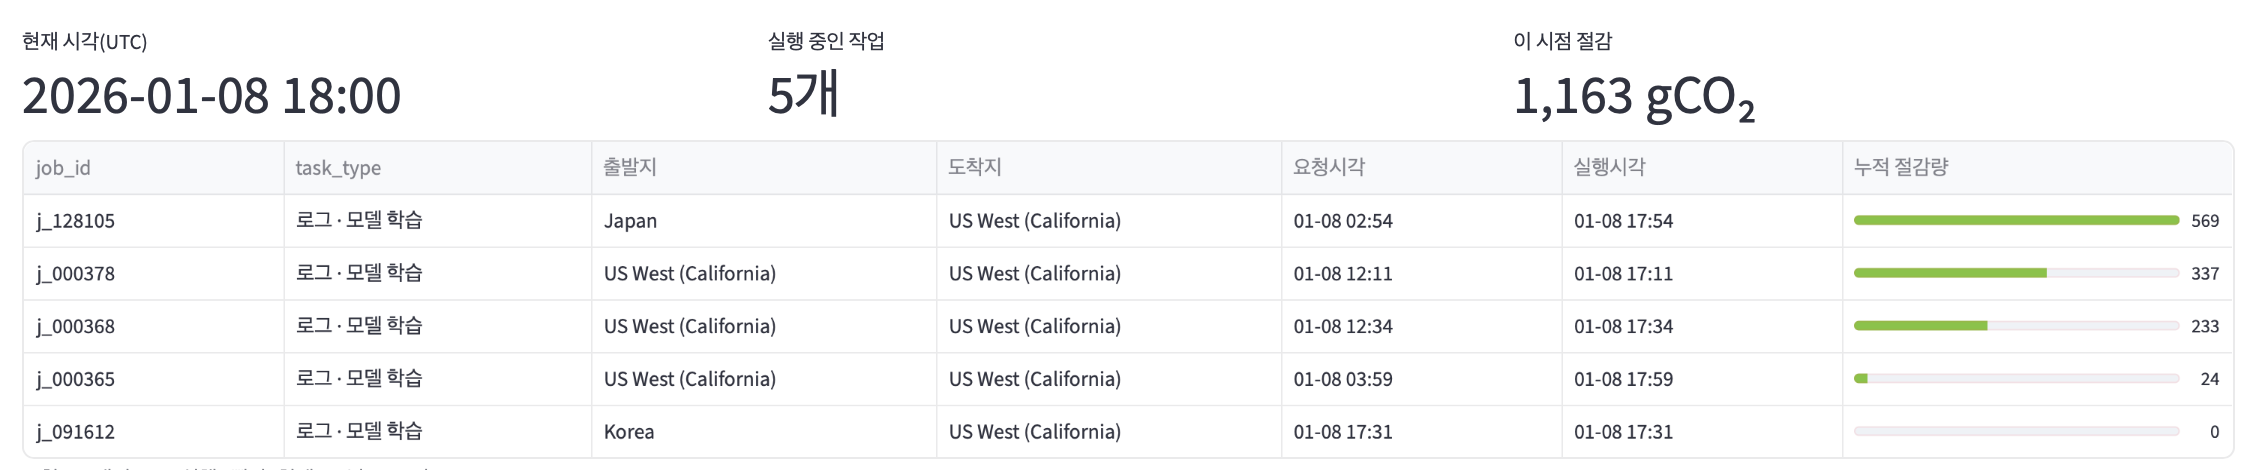 현재 시각(UTC)
2026-01-08 18:00
실행 중인 작업
5개
이 시점 절감
1,163 gCO₂
job_id task_type 출발지 도착지 요청시각 실행시각 누적 절감량
j_128105 로그 · 모델 학습 Japan US West (California) 01-08 02:54 01-08 17:54 569
j_000378 로그 · 모델 학습 US West (California) US West (California) 01-08 12:11 01-08 17:11 337
j_000368 로그 · 모델 학습 US West (California) US West (California) 01-08 12:34 01-08 17:34 233
j_000365 로그 · 모델 학습 US West (California) US West (California) 01-08 03:59 01-08 17:59 24
j_091612 로그 · 모델 학습 Korea US West (California) 01-08 17:31 01-08 17:31 0